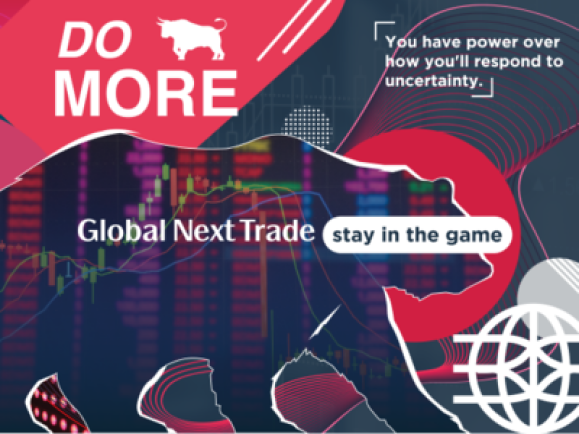 DO
MORE
You have power over
how you'll respond to
uncertainty.
Global Next Trade
stay in the game